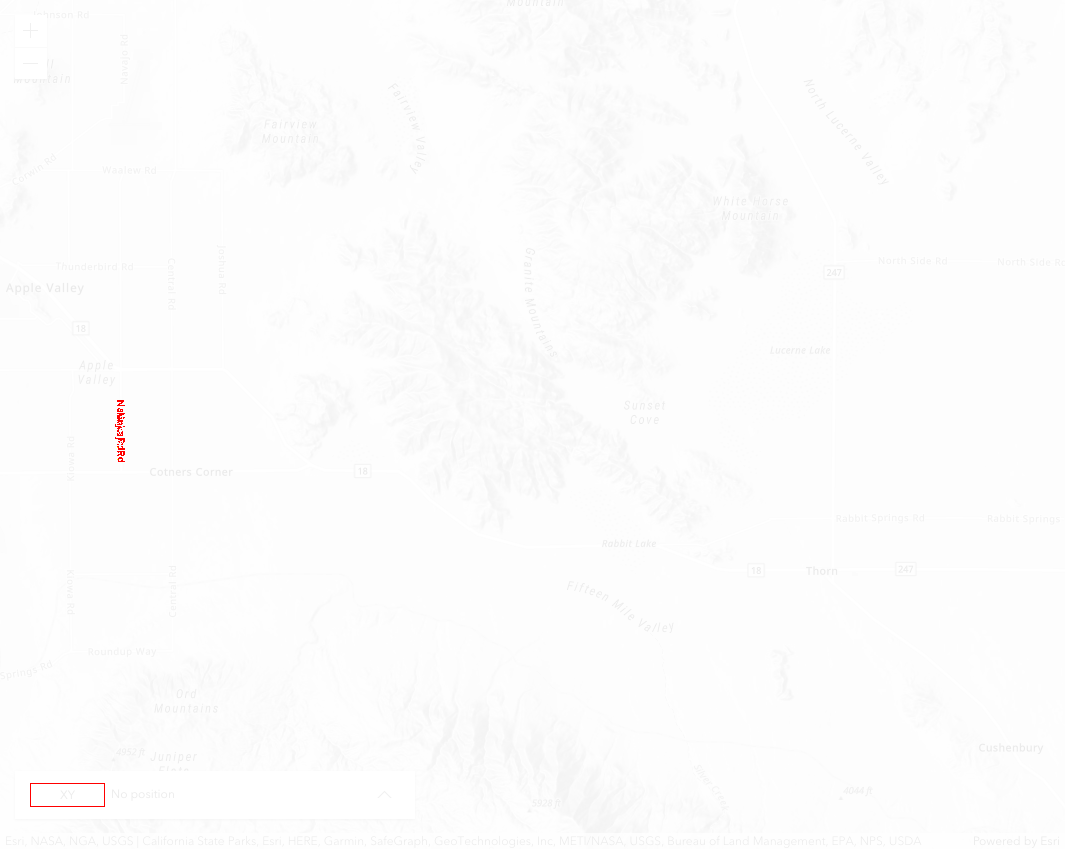 Johnson Rd
Navajo Rd
Mountain
Mountain
Fairview Valley
North Lucerne Valley
Fairview
Mountain
Waalew Rd
White Horse
Mountain
Granite Mountains
247
North Side Rd
North Side Rd
Thunderbird Rd
Central Rd
Joshua Rd
Apple Valley
18
Lucerne Lake
Apple
Valley
Sunset
Cove
Kiowa Rd
Cotners Corner
18
Rabbit Springs Rd
Rabbit Springs
Rabbit Lake
18
Thorn
247
Kiowa Rd
Central Rd
Fifteen Mile Valley
Roundup Way
Springs Rd
Ord
Mountains
Juniper
Flats
Cushenbury
4044 ft
XY
No position
Esri, NASA, NGA, USGS | California State Parks, Esri, HERE, Garmin, SafeGraph, GeoTechnologies, Inc, METI/NASA, USGS, Bureau of Land Management, EPA, NPS, USDA
Powered by Esri